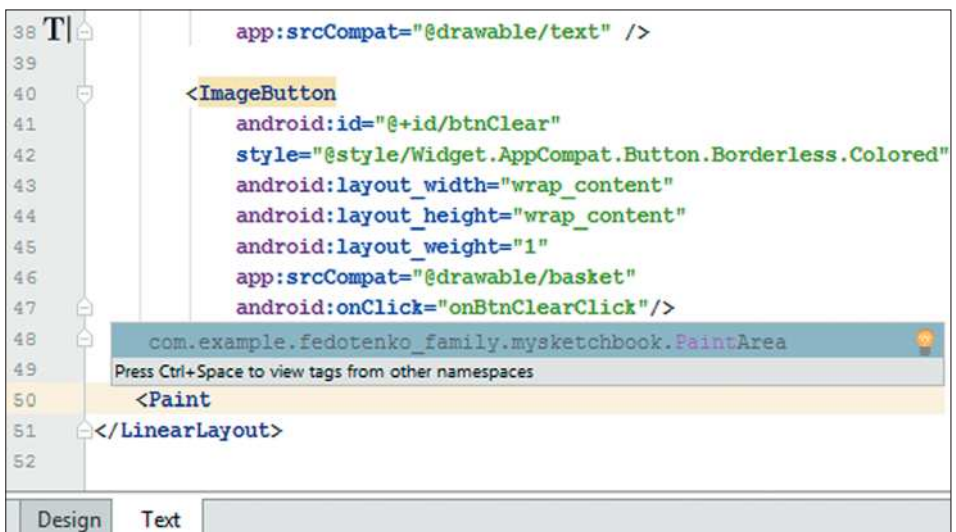 38 T app:srcCompat="@drawable/text" />
39
40 <ImageButton
41 android:id="@+id/btnClear"
42 style="@style/Widget.AppCompat.Button.Borderless.Colored"
43 android:layout_width="wrap_content"
44 android:layout_height="wrap_content"
45 android:layout_weight="1"
46 app:srcCompat="@drawable/basket"
47 android:onClick="onBtnClearClick"/>
48 com.example.fedotenko_family.mysketchbook.PaintArea
49 Press Ctrl+Space to view tags from other namespaces
50 <Paint
51 </LinearLayout>
52
Design Text